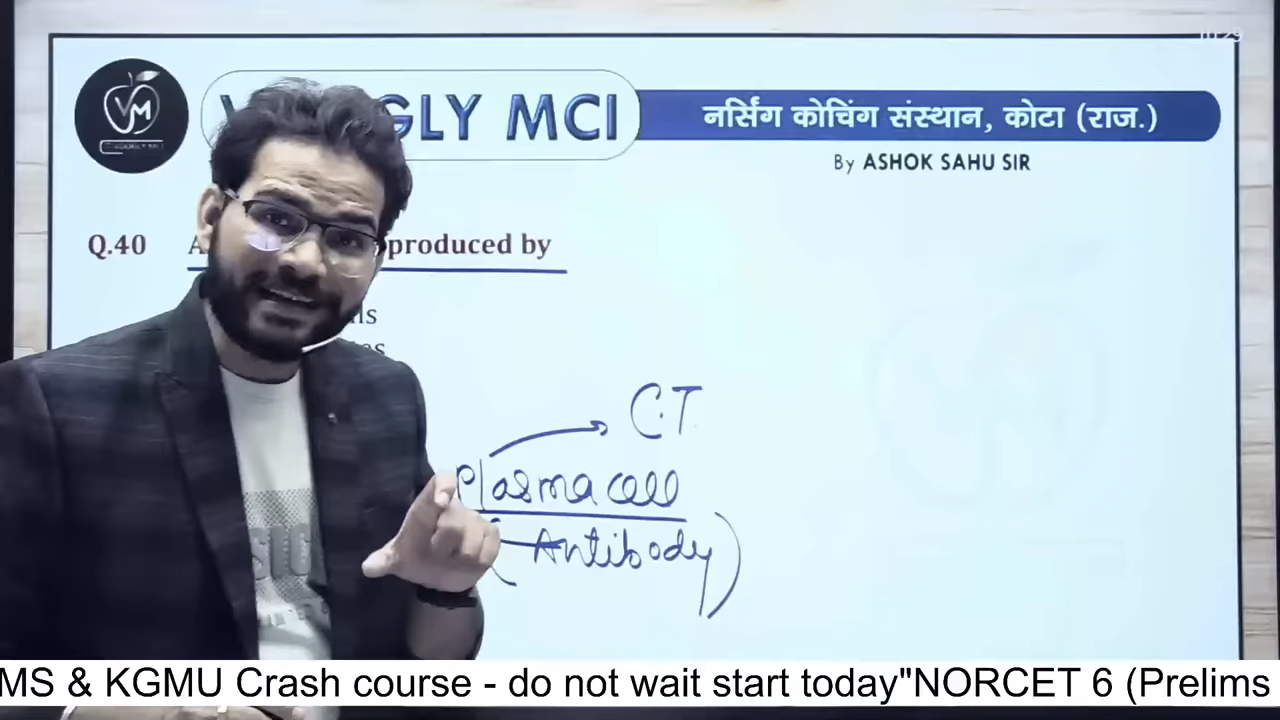 GLY MCI
नर्सिंग कोचिंग संस्थान, कोटा (राज.)
By ASHOK SAHU SIR
VM
Q.40 produced by
C.T.
Plasma cell
(Antibody)
MS & KGMU Crash course - do not wait start today"NORCET 6 (Prelims